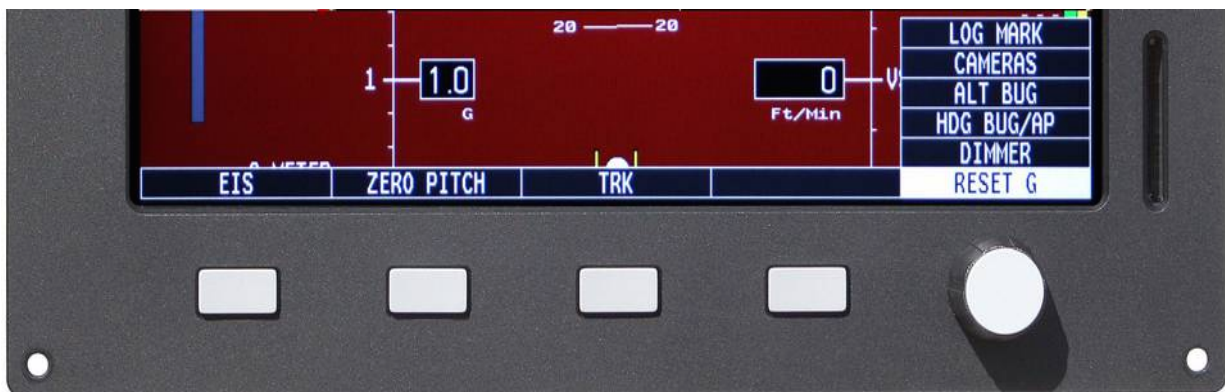 20 20
LOG MARK
CAMERAS
1 1.0 0
ALT BUG
G Ft/Min
HDG BUG/AP
DIMMER
EIS ZERO PITCH TRK RESET G